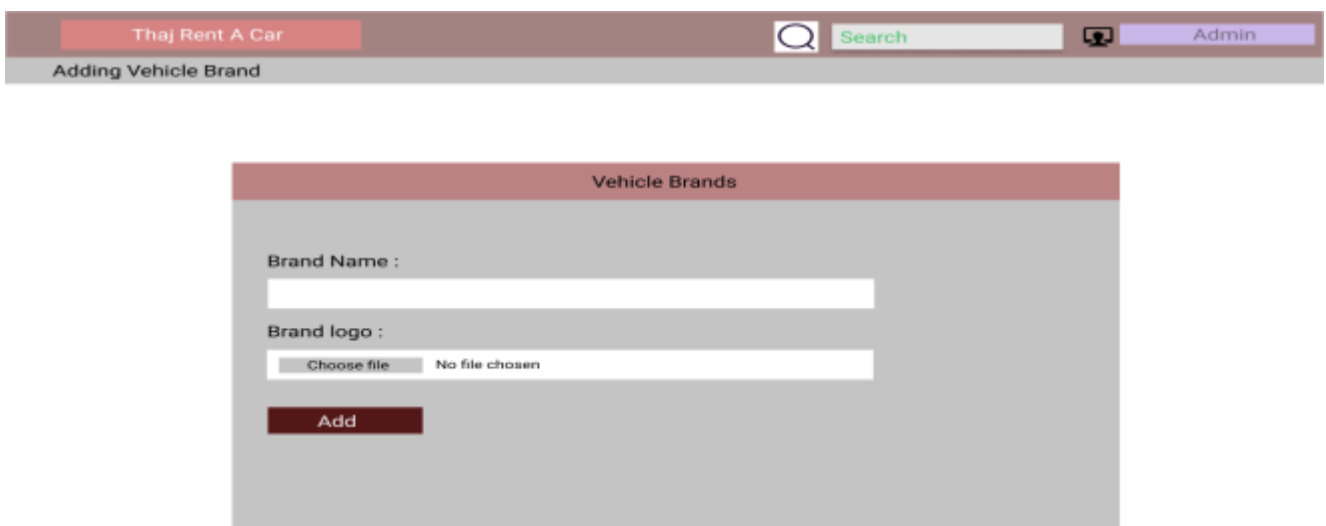 Thaj Rent A Car Search Admin
Adding Vehicle Brand
Vehicle Brands
Brand Name :
Brand logo :
Choose file No file chosen
Add